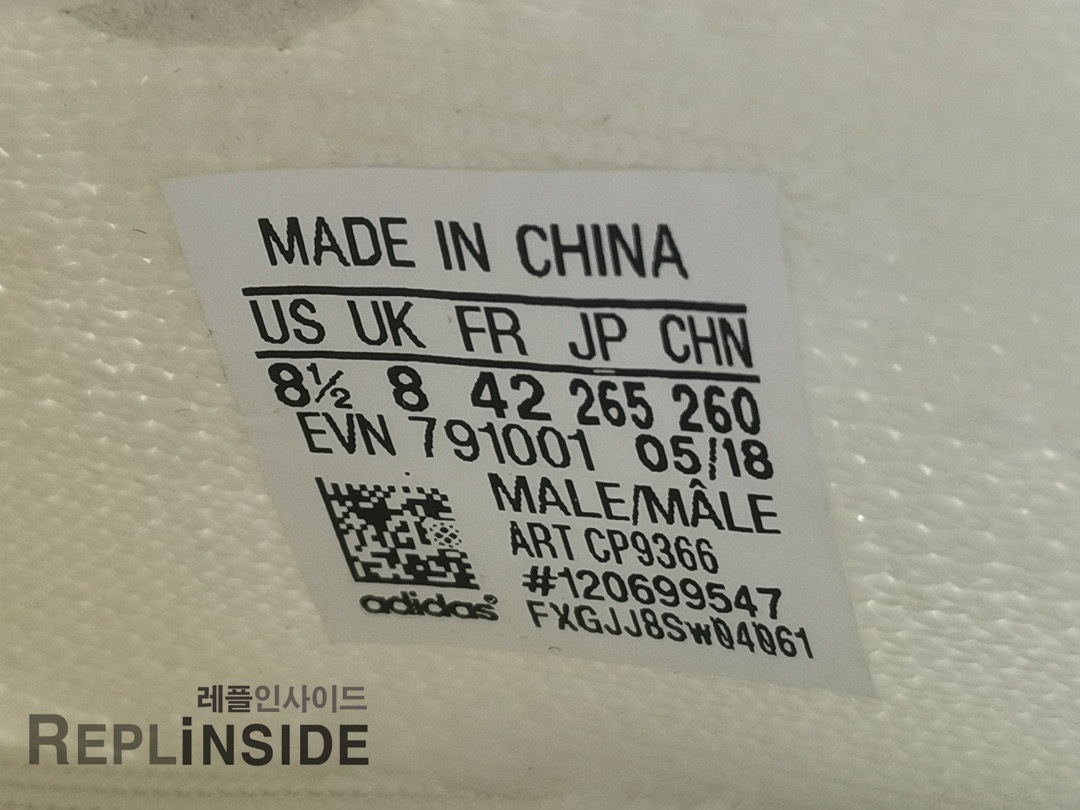 MADE IN CHINA
US UK FR JP CHN
8½ 8 42 265 260
EVN 791001 05/18
MALE/MÂLE
ART CP9366
#120699547
FXGJJ8SW04061
adidas®
레플인사이드
REPLiNSIDE